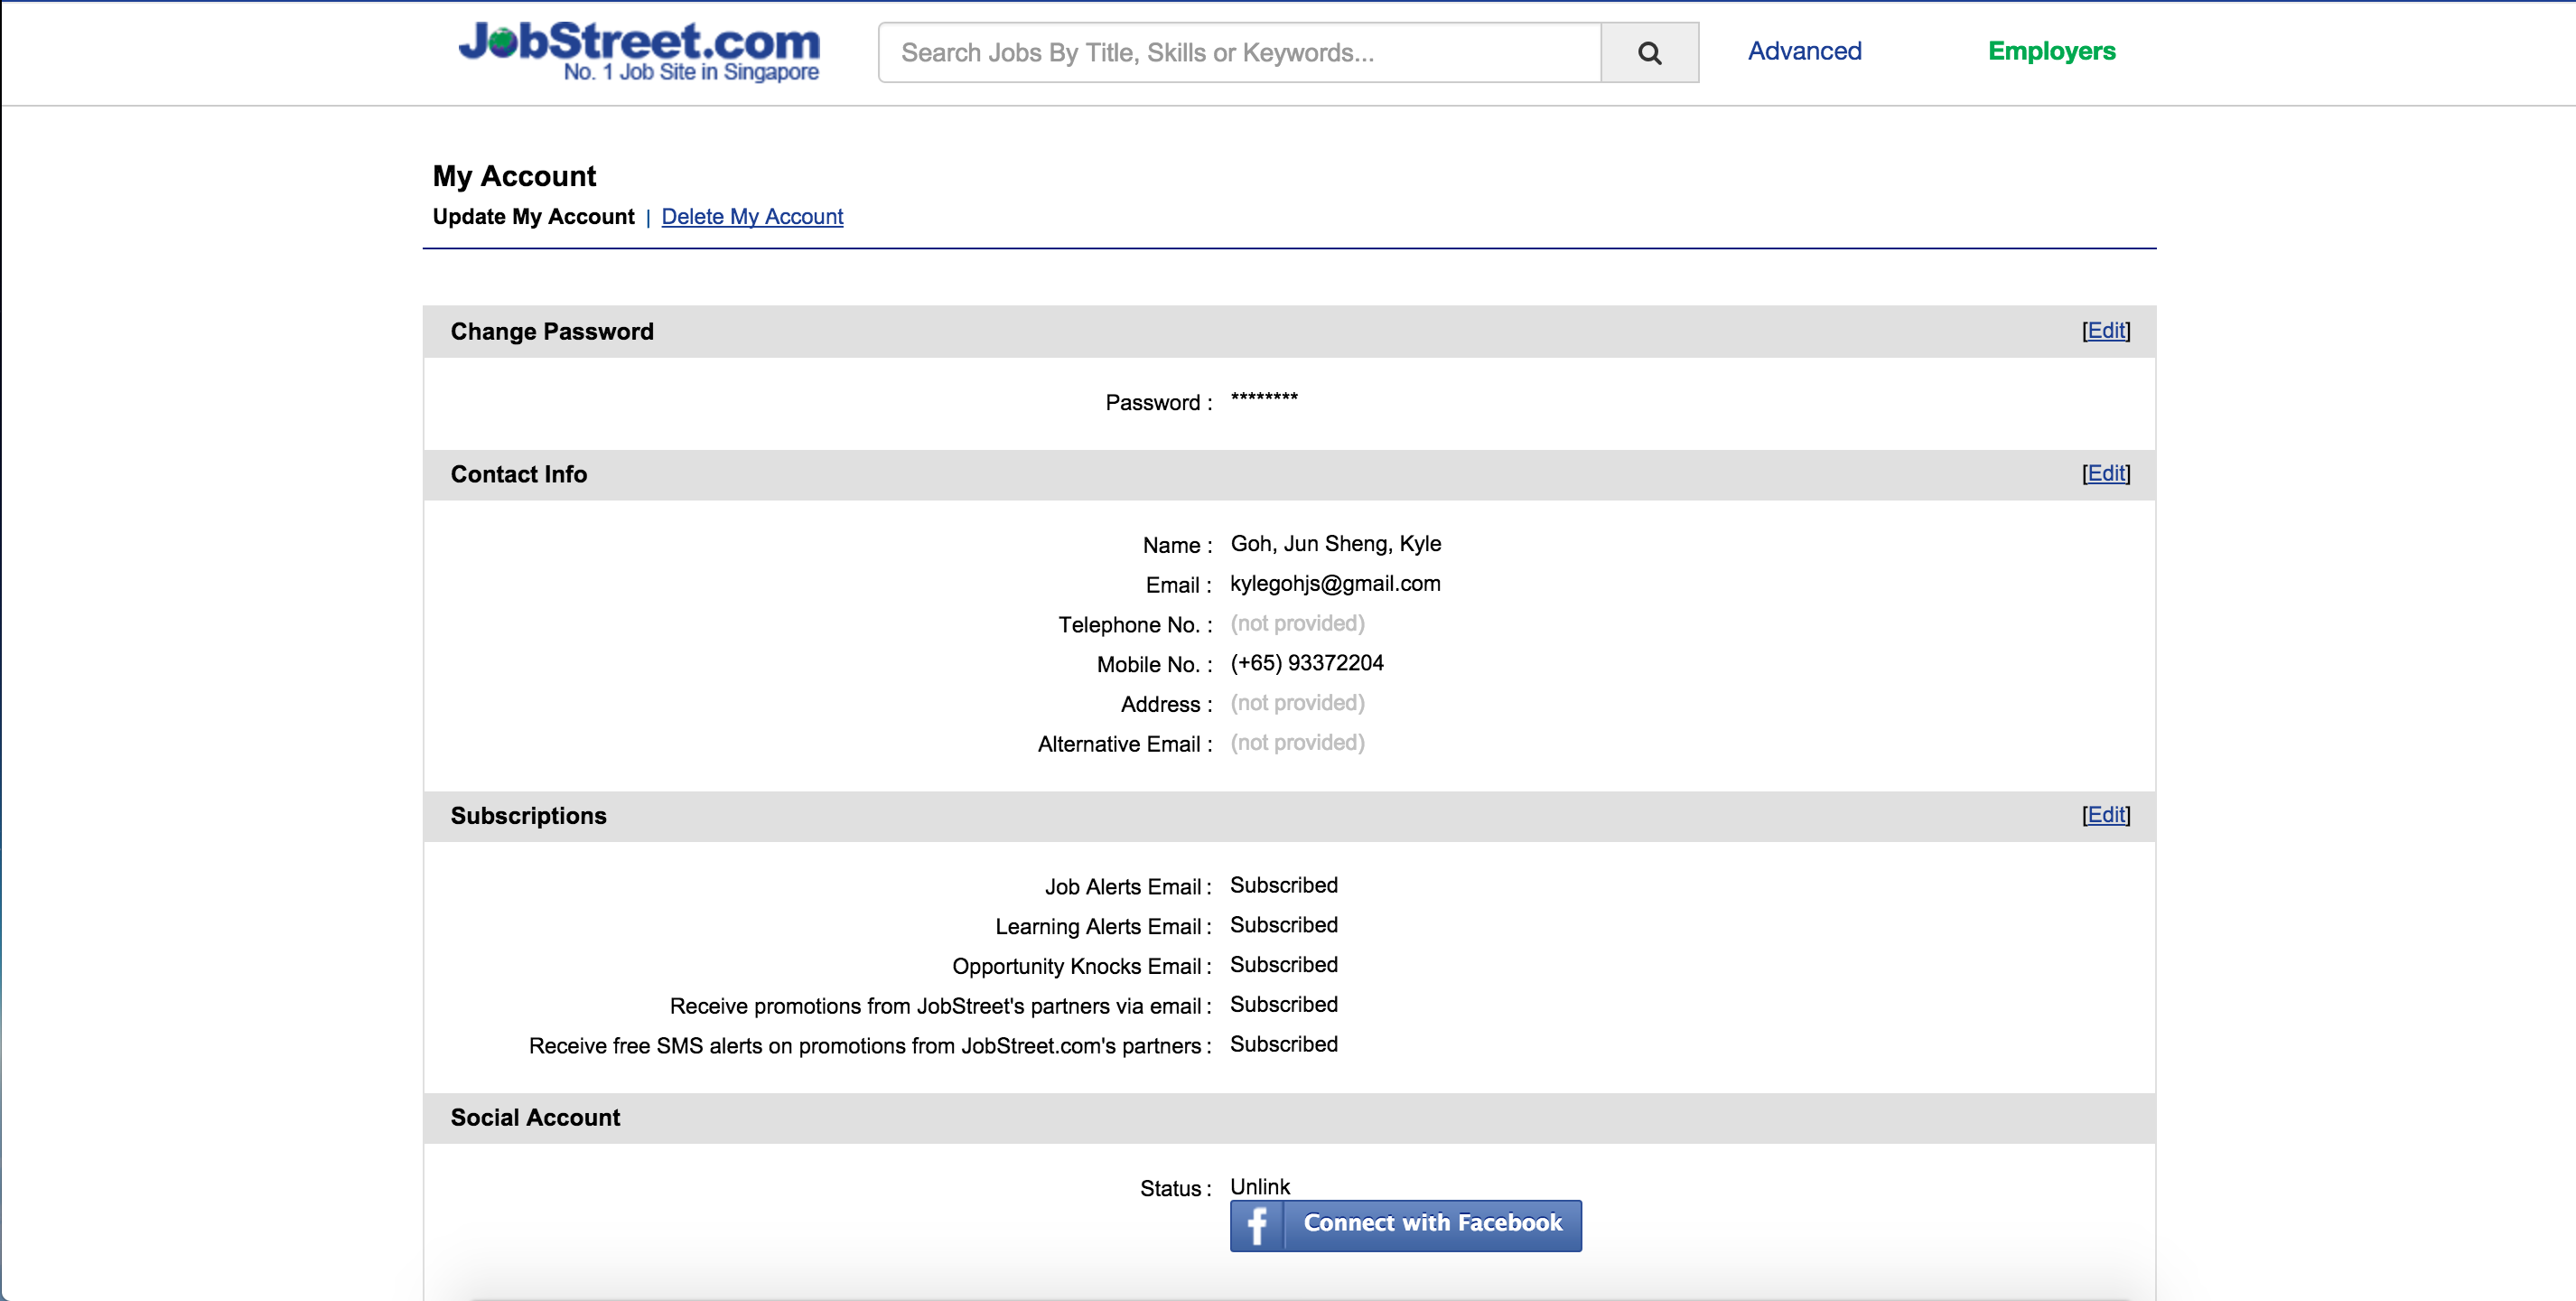 JobStreet.com
No. 1 Job Site in Singapore
Search Jobs By Title, Skills or Keywords...
Advanced
Employers
My Account
Update My Account | Delete My Account
Change Password [Edit]
Password : ********
Contact Info [Edit]
Name : Goh, Jun Sheng, Kyle
Email : kylegohjs@gmail.com
Telephone No. : (not provided)
Mobile No. : (+65) 93372204
Address : (not provided)
Alternative Email : (not provided)
Subscriptions [Edit]
Job Alerts Email : Subscribed
Learning Alerts Email : Subscribed
Opportunity Knocks Email : Subscribed
Receive promotions from JobStreet's partners via email : Subscribed
Receive free SMS alerts on promotions from JobStreet.com's partners : Subscribed
Social Account
Status : Unlink
f Connect with Facebook